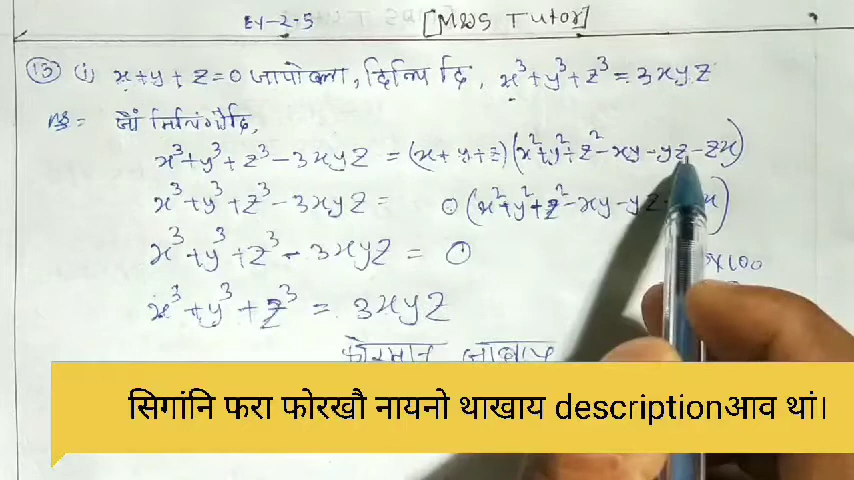 Ex-2.5 [MWS Tutor]
(13) (i) x+y+z=0 जायोब्ला, दिन्थि दि, x³+y³+z³=3xyz
Ans = जों मिथिगौदि,
x³+y³+z³-3xyz = (x+y+z)(x²+y²+z²-xy-yz-zx)
x³+y³+z³-3xyz = 0(x²+y²+z²-xy-yz- x)
x³+y³+z³-3xyz = 0
x³+y³+z³ = 3xyz
फोरमान जाबाय
सिगांनि फरा फोरखौ नायनो थाखाय descriptionआव थां।